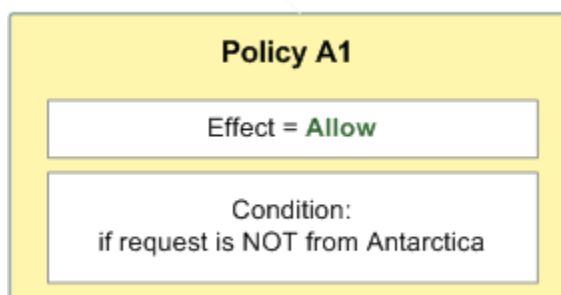 Policy A1
Effect = Allow
Condition:
if request is NOT from Antarctica